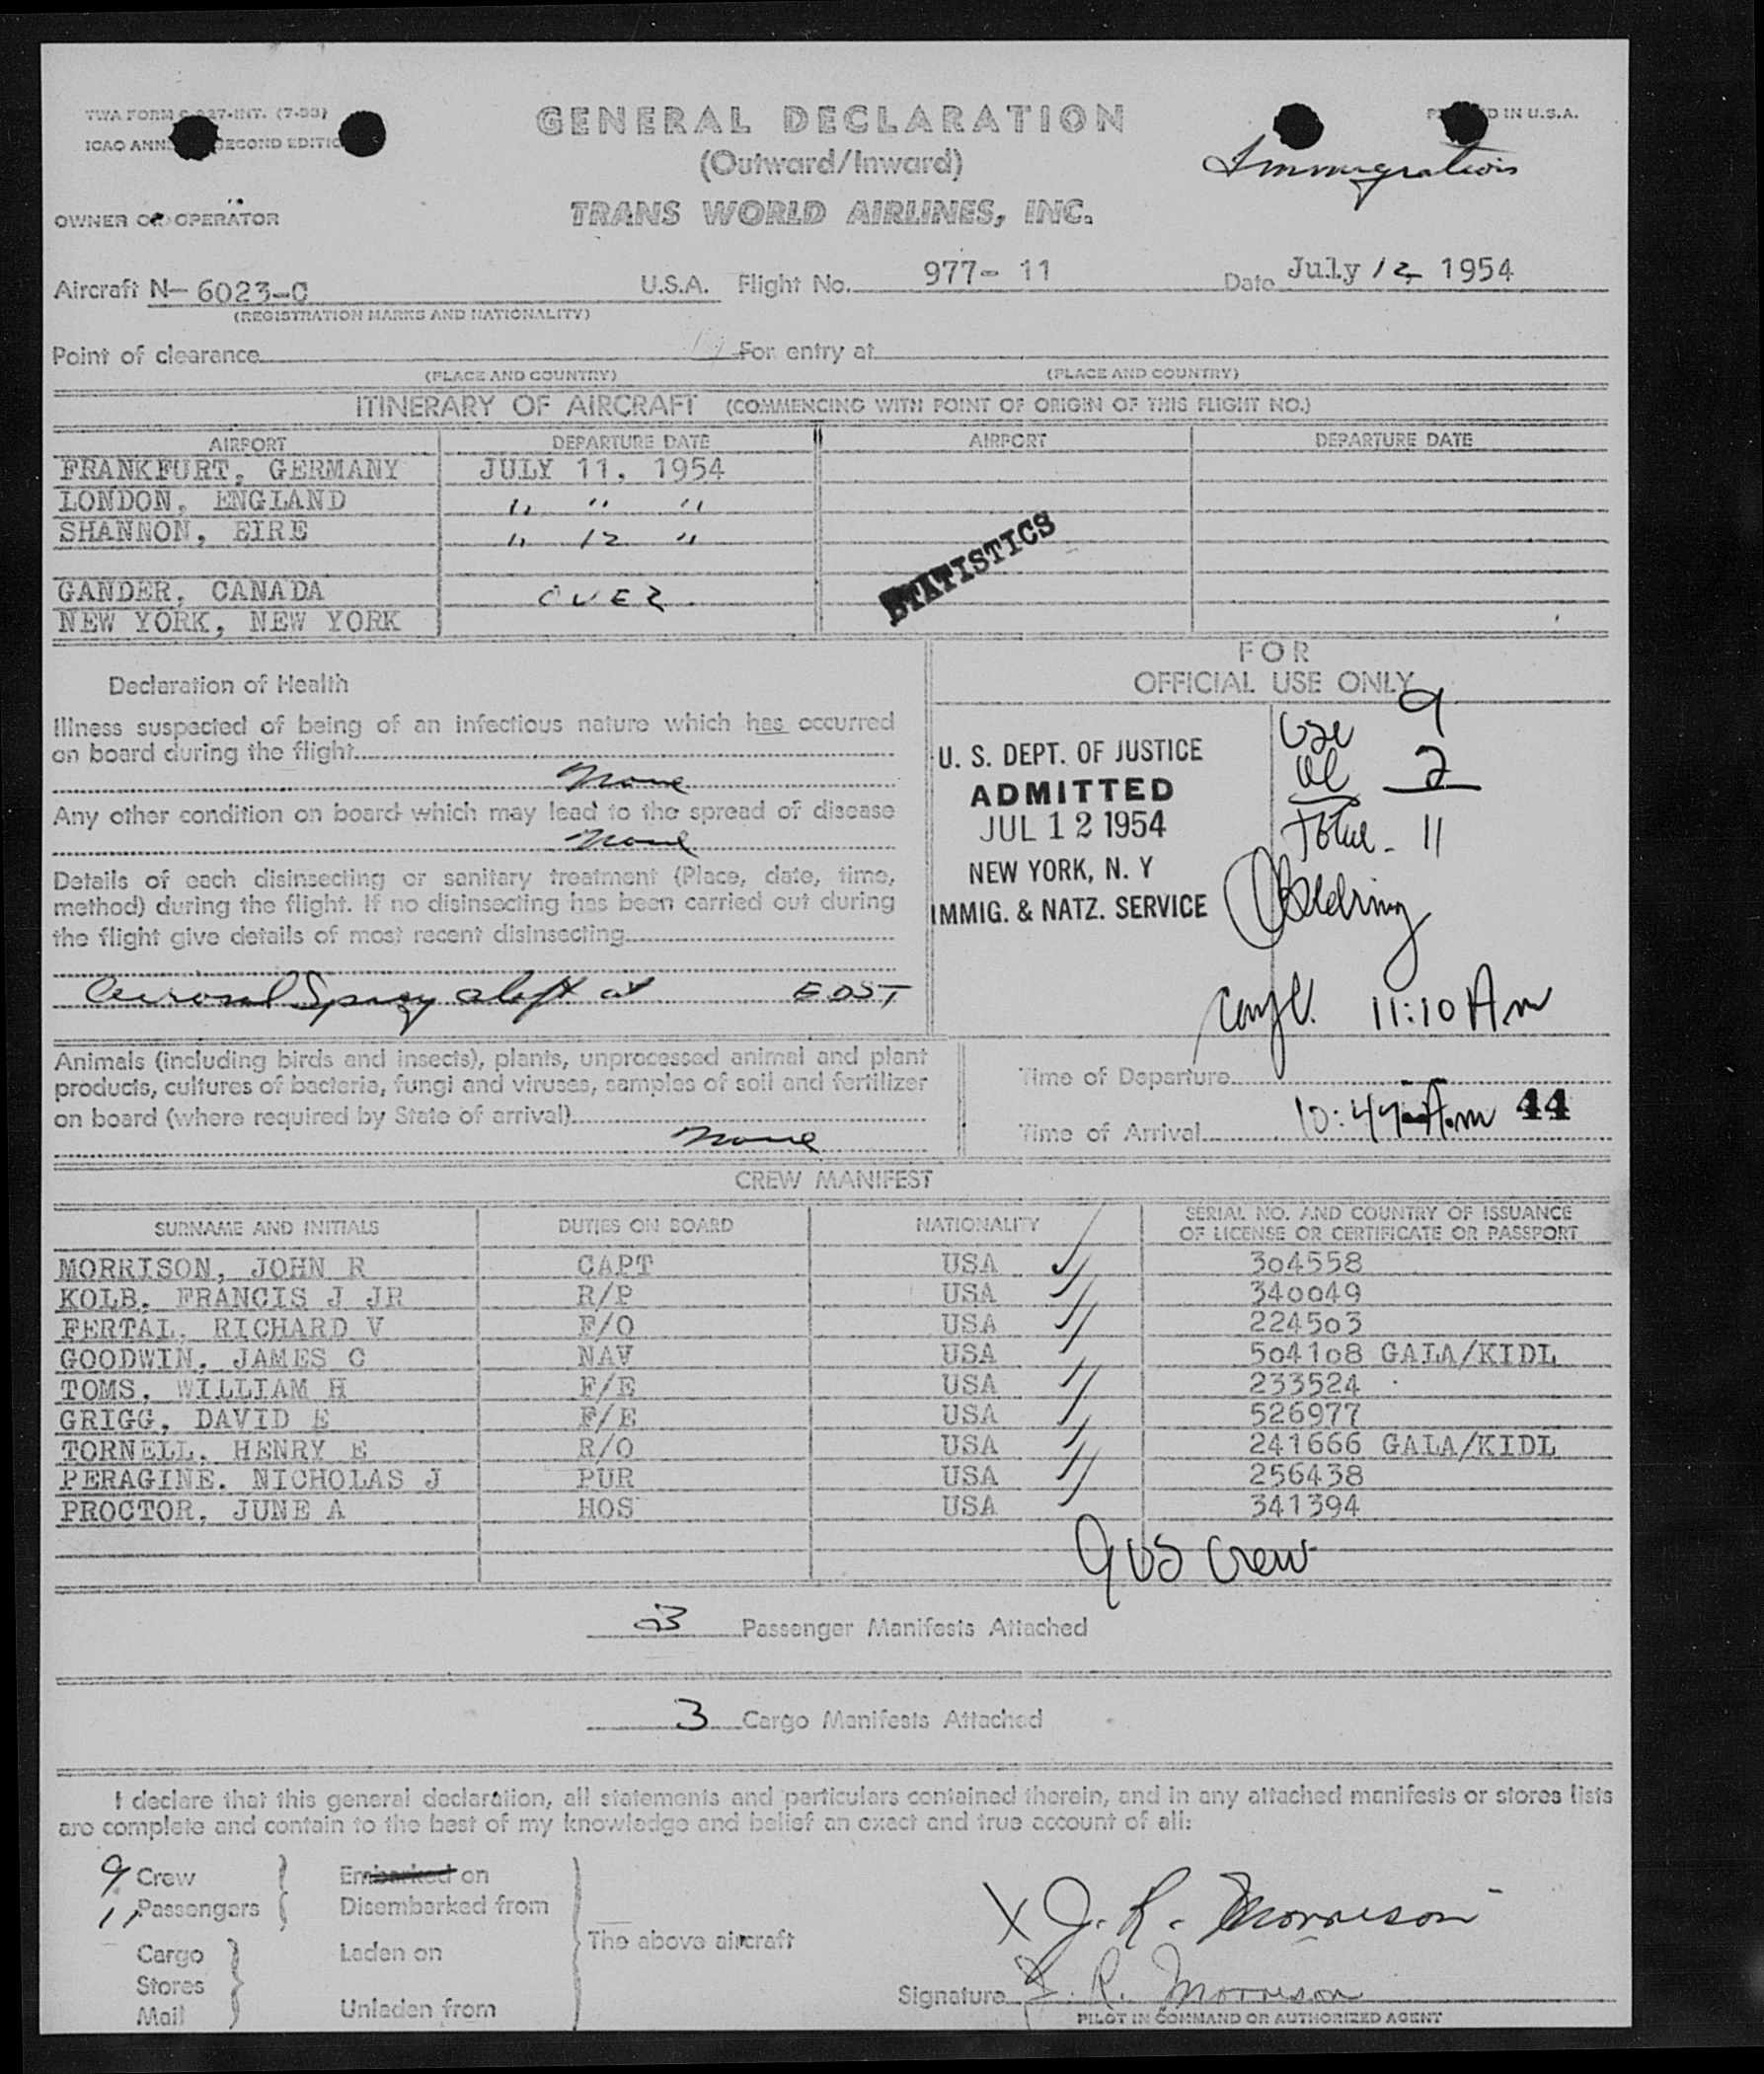 TWA FORM 27-INT. (7-53)
ICAO SECOND
GENERAL DECLARATION
(Outward/Inward)
TRANS WORLD AIRLINES, INC.
IN U.S.A.
Immigration
OWNER OR OPERATOR
Aircraft N- 6023-C U.S.A. Flight No. 977- 11 Date July 12 1954
(REGISTRATION MARKS AND NATIONALITY)
Point of clearance For entry at
(PLACE AND COUNTRY) (PLACE AND COUNTRY)
ITINERARY OF AIRCRAFT (COMMENCING WITH POINT OF ORIGIN OF THIS FLIGHT NO.)
AIRPORT DEPARTURE DATE AIRPORT DEPARTURE DATE
FRANKFURT, GERMANY JULY 11, 1954
LONDON, ENGLAND " " "
SHANNON, EIRE " 12 "
STATISTICS
GANDER, CANADA OVER
NEW YORK, NEW YORK
Declaration of Health
Illness suspected of being of an infectious nature which has occurred
on board during the flight
None
Any other condition on board which may lead to the spread of disease
None
Details of each disinsecting or sanitary treatment (Place, date, time,
method) during the flight. If no disinsecting has been carried out during
the flight give details of most recent disinsecting
Aerosol Spray aloft at EDST
FOR
OFFICIAL USE ONLY
U. S. DEPT. OF JUSTICE
ADMITTED
JUL 12 1954
NEW YORK, N. Y
IMMIG. & NATZ. SERVICE
9
2
Total - 11
11:10 Am
Animals (including birds and insects), plants, unprocessed animal and plant
products, cultures of bacteria, fungi and viruses, samples of soil and fertilizer
on board (where required by State of arrival)
None
Time of Departure
Time of Arrival 10:47 Am 44
CREW MANIFEST
SURNAME AND INITIALS DUTIES ON BOARD NATIONALITY SERIAL NO. AND COUNTRY OF ISSUANCE
OF LICENSE OR CERTIFICATE OR PASSPORT
MORRISON, JOHN R CAPT USA 304558
KOLB, FRANCIS J JR R/P USA 340049
FERTAL, RICHARD V F/O USA 224503
GOODWIN, JAMES C NAV USA 504108 GALA/KIDL
TOMS, WILLIAM H F/E USA 233524
GRIGG, DAVID E F/E USA 526977
TORNELL, HENRY E R/O USA 241666 GALA/KIDL
PERAGINE, NICHOLAS J PUR USA 256438
PROCTOR, JUNE A HOS USA 341394
9 US Crew
3 Passenger Manifests Attached
3 Cargo Manifests Attached
I declare that this general declaration, all statements and particulars contained therein, and in any attached manifests or stores lists
are complete and contain to the best of my knowledge and belief an exact and true account of all:
9 Crew Embarked on
11 Passengers Disembarked from
Cargo Laden on
Stores
Mail Unladen from
The above aircraft
X J. R. Morrison
Signature J. R. Morrison
PILOT IN COMMAND OR AUTHORIZED AGENT